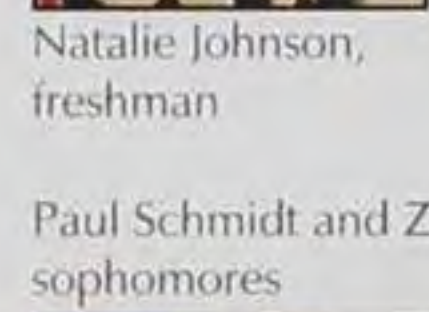 Natalie Johnson,
freshman
Paul Schmidt and Z
sophomores